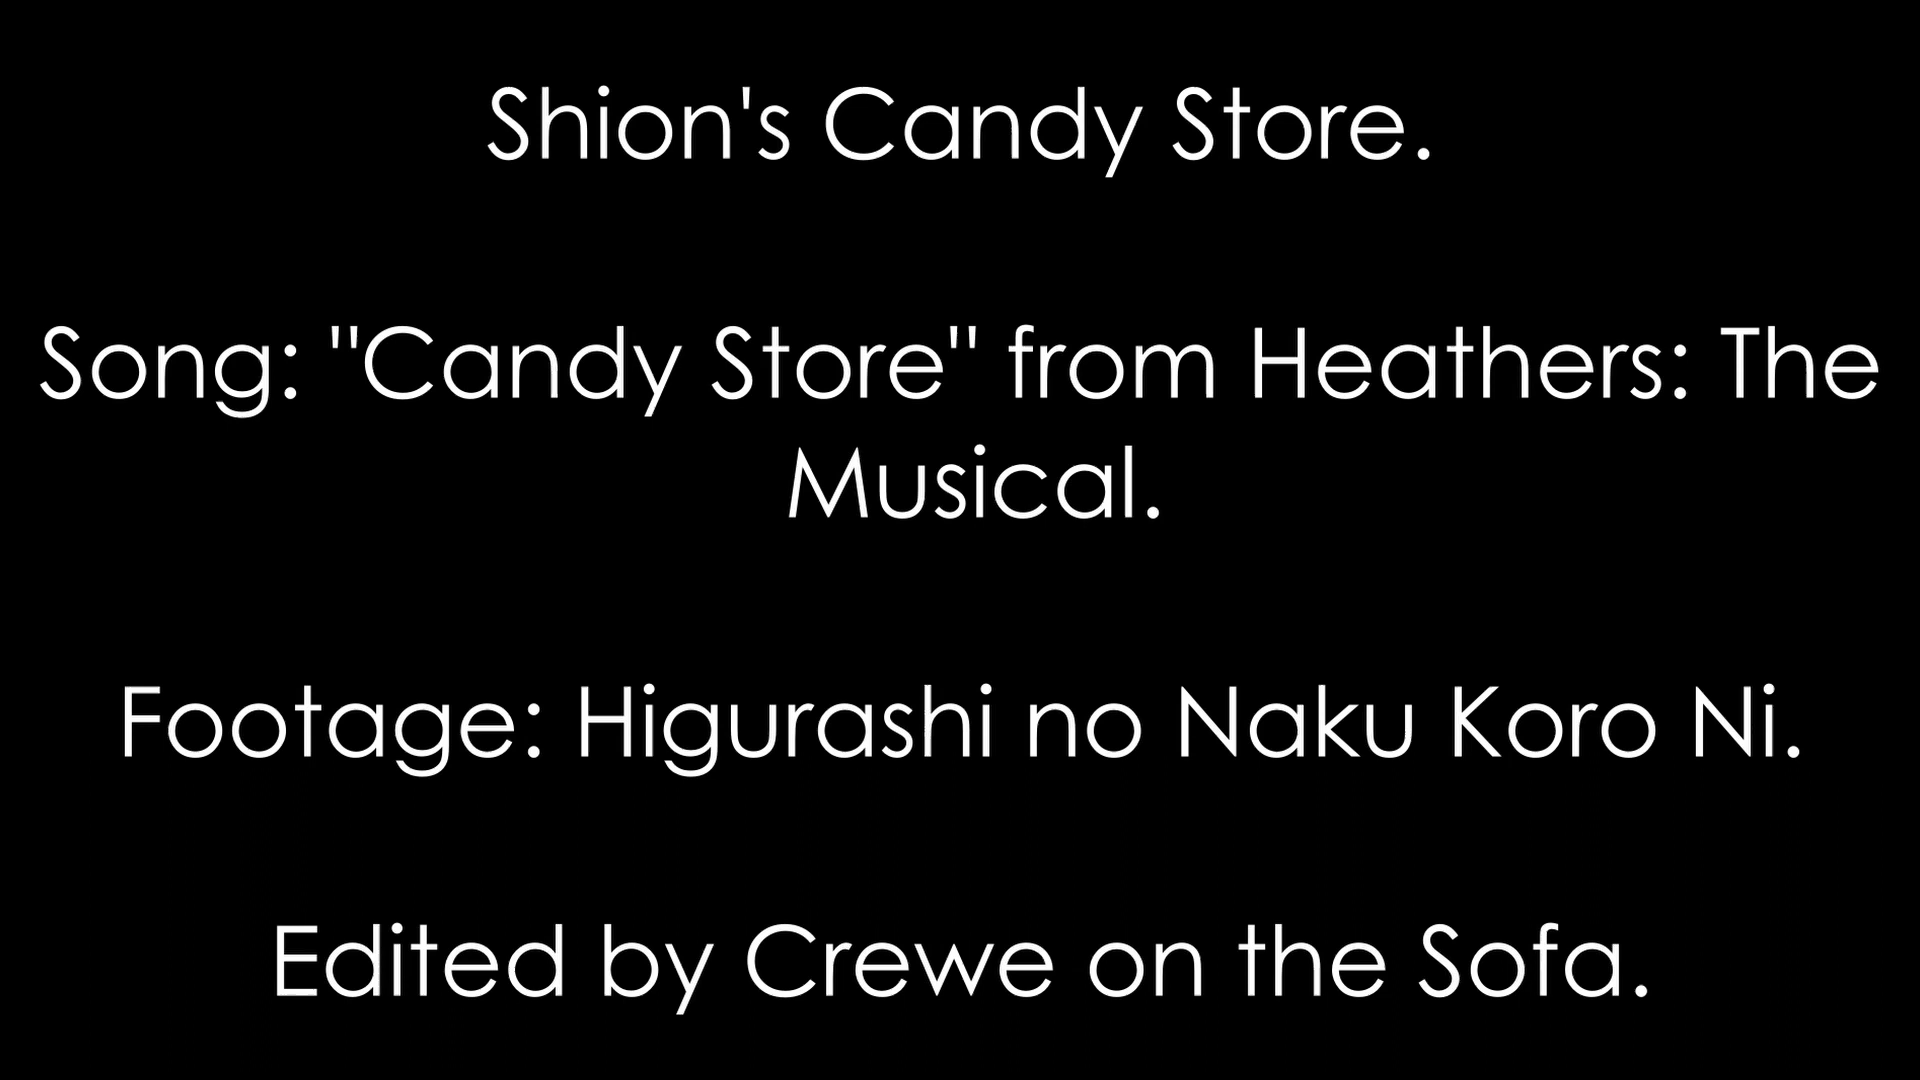 Shion's Candy Store.
Song: "Candy Store" from Heathers: The
Musical.
Footage: Higurashi no Naku Koro Ni.
Edited by Crewe on the Sofa.